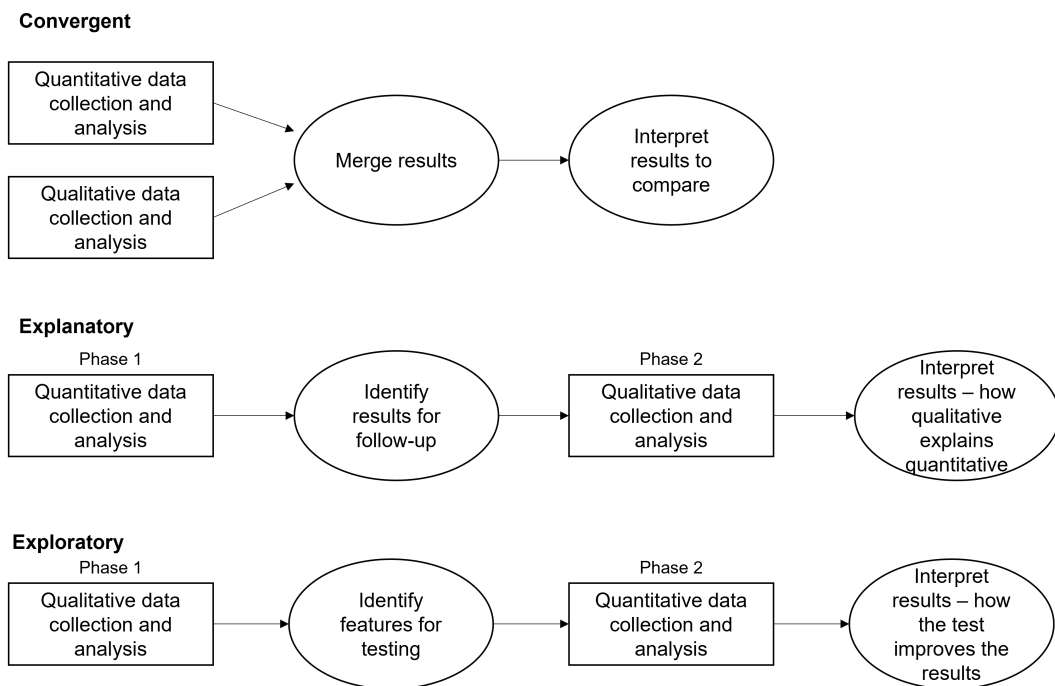 Convergent
Quantitative data
collection and
analysis
Qualitative data
collection and
analysis
Merge results
Interpret
results to
compare
Explanatory
Phase 1
Quantitative data
collection and
analysis
Identify
results for
follow-up
Phase 2
Qualitative data
collection and
analysis
Interpret
results – how
qualitative
explains
quantitative
Exploratory
Phase 1
Qualitative data
collection and
analysis
Identify
features for
testing
Phase 2
Quantitative data
collection and
analysis
Interpret
results – how
the test
improves the
results